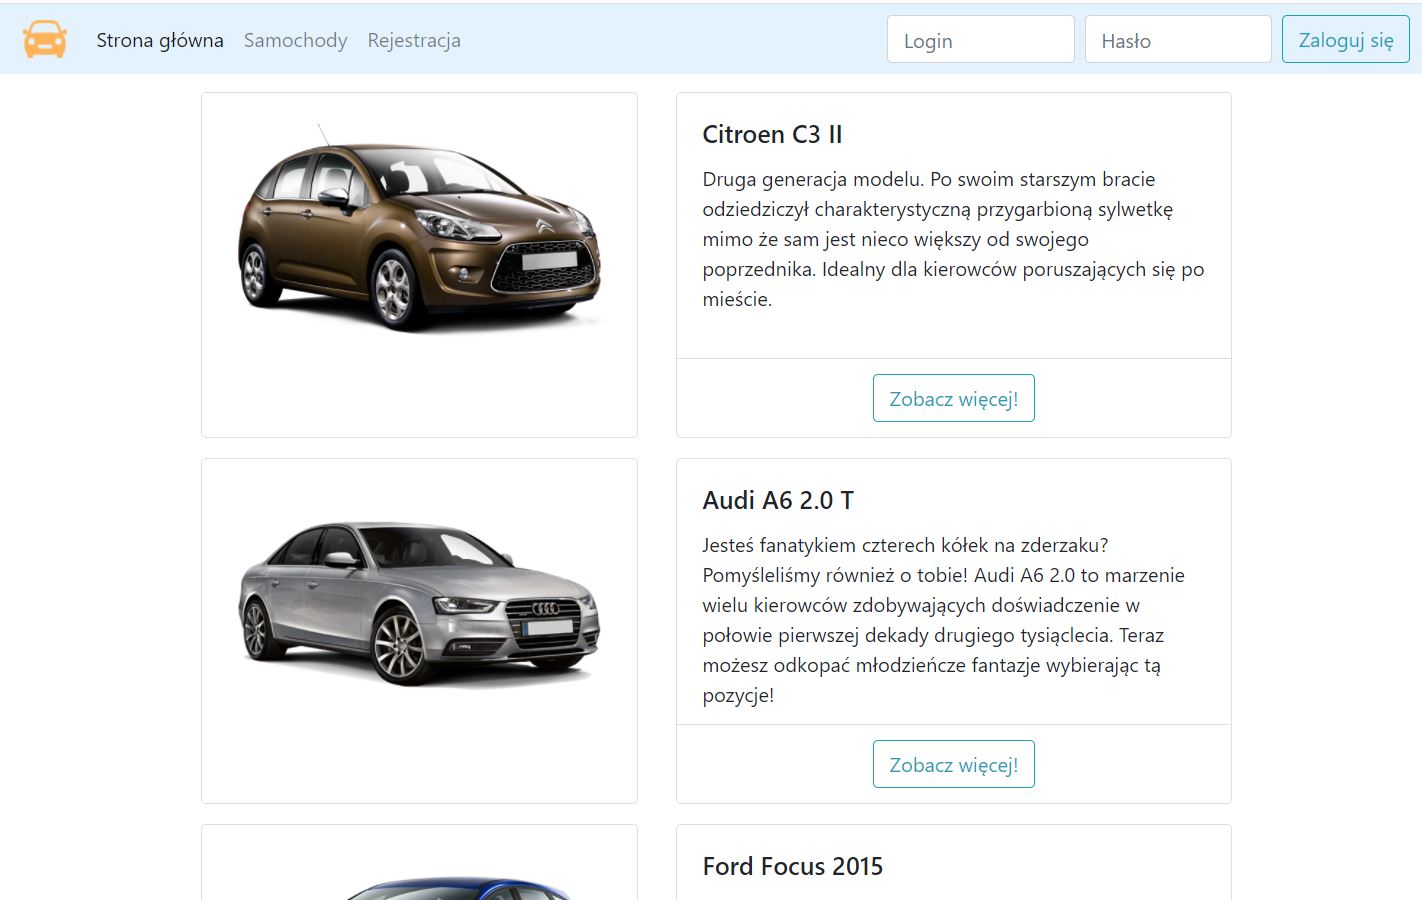 Strona główna Samochody Rejestracja Login Hasło Zaloguj się
Citroen C3 II
Druga generacja modelu. Po swoim starszym bracie
odziedziczył charakterystyczną przygarbioną sylwetkę
mimo że sam jest nieco większy od swojego
poprzednika. Idealny dla kierowców poruszających się po
mieście.
Zobacz więcej!
Audi A6 2.0 T
Jesteś fanatykiem czterech kółek na zderzaku?
Pomyśleliśmy również o tobie! Audi A6 2.0 to marzenie
wielu kierowców zdobywających doświadczenie w
połowie pierwszej dekady drugiego tysiąclecia. Teraz
możesz odkopać młodzieńcze fantazje wybierając tą
pozycje!
Zobacz więcej!
Ford Focus 2015